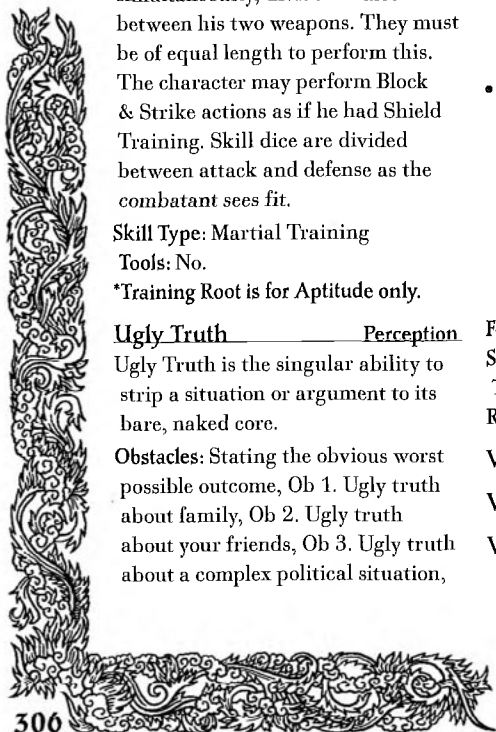 between his two weapons. They must
be of equal length to perform this.
The character may perform Block
& Strike actions as if he had Shield
Training. Skill dice are divided
between attack and defense as the
combatant sees fit.
Skill Type: Martial Training
Tools: No.
*Training Root is for Aptitude only.
Ugly Truth Perception
Ugly Truth is the singular ability to
strip a situation or argument to its
bare, naked core.
Obstacles: Stating the obvious worst
possible outcome, Ob 1. Ugly truth
about family, Ob 2. Ugly truth
about your friends, Ob 3. Ugly truth
about a complex political situation,
306